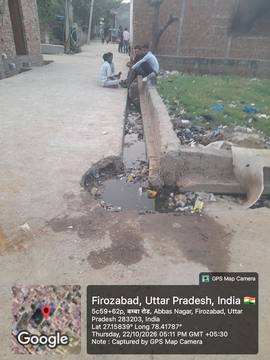 GPS Map Camera
Firozabad, Uttar Pradesh, India 🇮🇳
5c59+62p, बम्बा रोड, Abbas Nagar, Firozabad, Uttar
Pradesh 283203, India
Lat 27.15839° Long 78.41787°
Thursday, 22/10/2026 05:11 PM GMT +05:30
Note : Captured by GPS Map Camera
Google